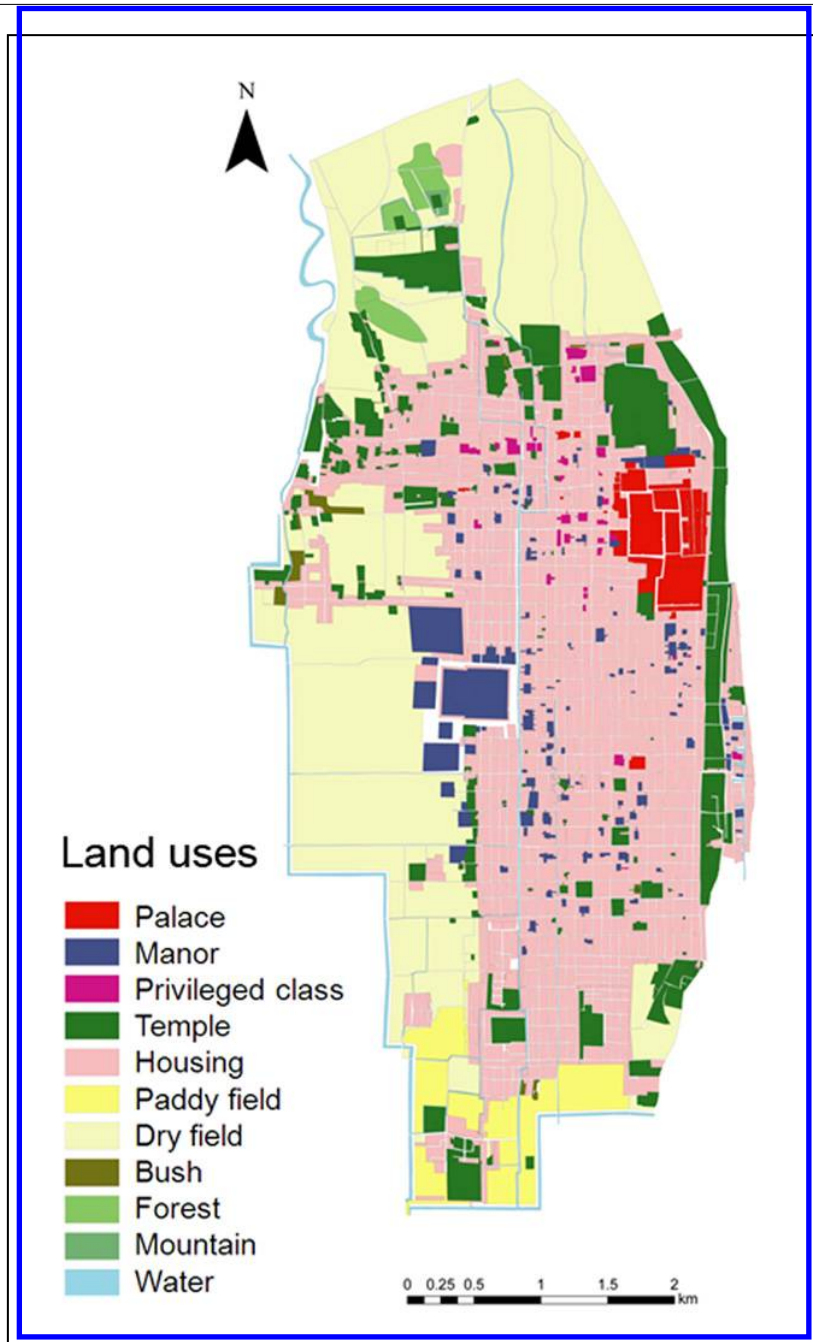 N
Land uses
Palace
Manor
Privileged class
Temple
Housing
Paddy field
Dry field
Bush
Forest
Mountain
Water
0 0.25 0.5 1 1.5 2
km